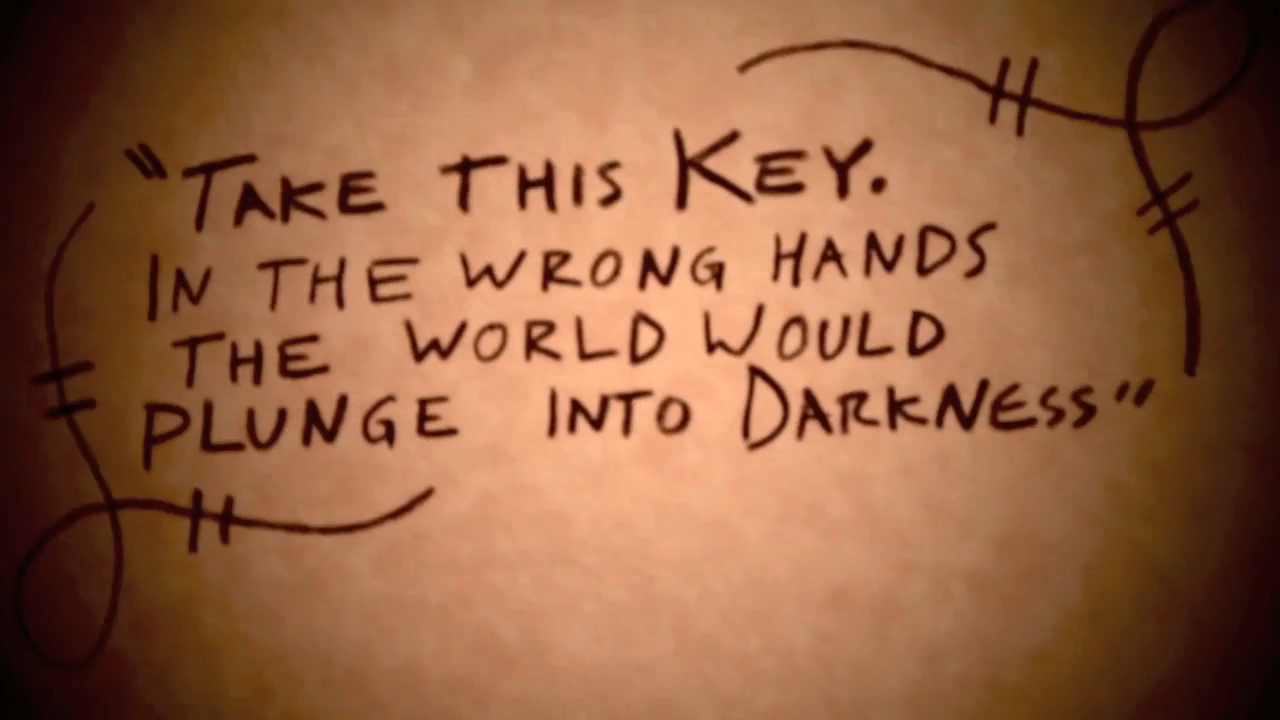 "TAKE THIS KEY.
IN THE WRONG HANDS
THE WORLD WOULD
PLUNGE INTO DARKNESS"